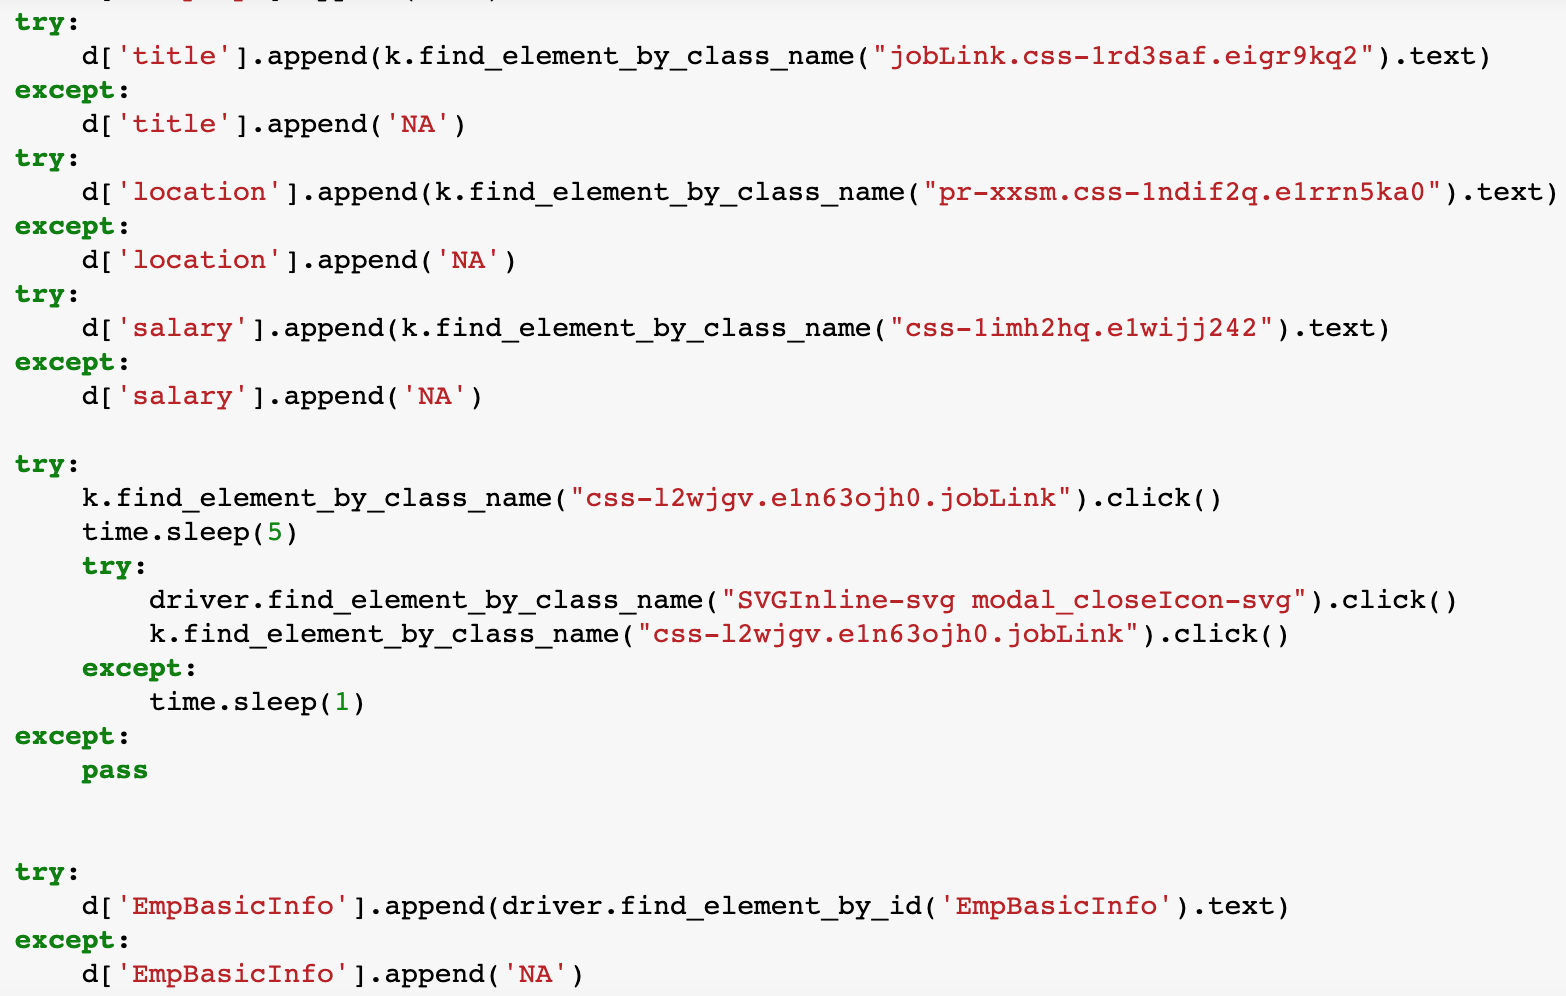 try:
    d['title'].append(k.find_element_by_class_name("jobLink.css-1rd3saf.eigr9kq2").text)
except:
    d['title'].append('NA')
try:
    d['location'].append(k.find_element_by_class_name("pr-xxsm.css-1ndif2q.e1rrn5ka0").text)
except:
    d['location'].append('NA')
try:
    d['salary'].append(k.find_element_by_class_name("css-1imh2hq.e1wijj242").text)
except:
    d['salary'].append('NA')
try:
    k.find_element_by_class_name("css-l2wjgv.e1n63ojh0.jobLink").click()
    time.sleep(5)
    try:
        driver.find_element_by_class_name("SVGInline-svg modal_closeIcon-svg").click()
        k.find_element_by_class_name("css-l2wjgv.e1n63ojh0.jobLink").click()
    except:
        time.sleep(1)
except:
    pass
try:
    d['EmpBasicInfo'].append(driver.find_element_by_id('EmpBasicInfo').text)
except:
    d['EmpBasicInfo'].append('NA')